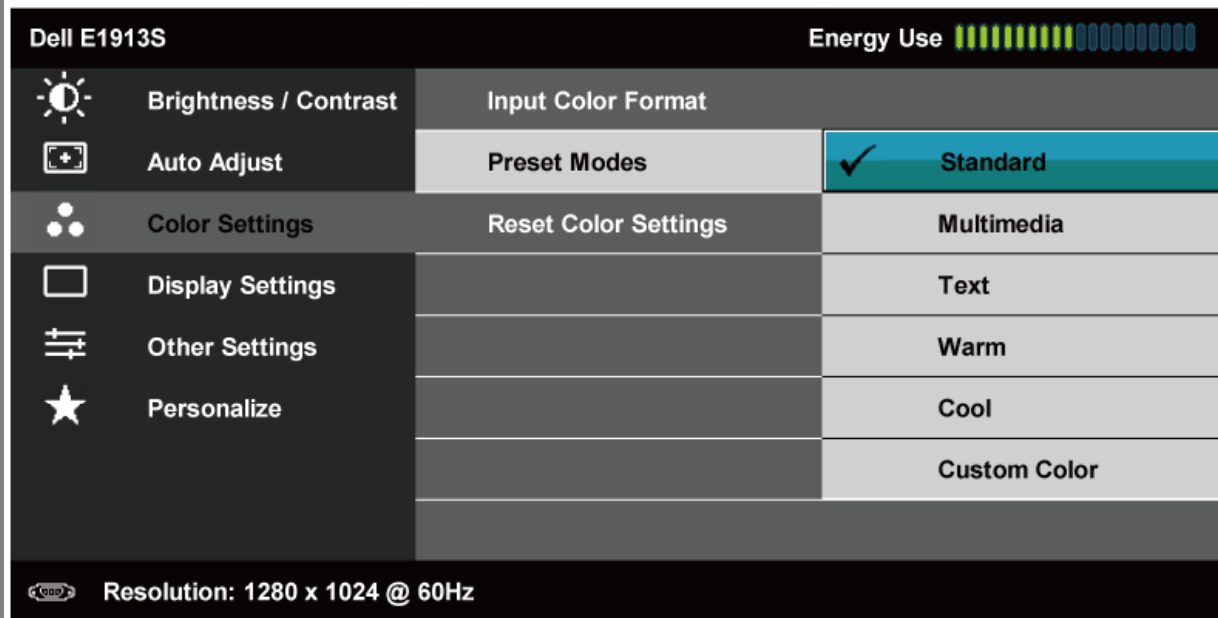 Dell E1913S Energy Use
Brightness / Contrast Input Color Format
Auto Adjust Preset Modes Standard
Color Settings Reset Color Settings Multimedia
Display Settings Text
Other Settings Warm
Personalize Cool
Custom Color
Resolution: 1280 x 1024 @ 60Hz